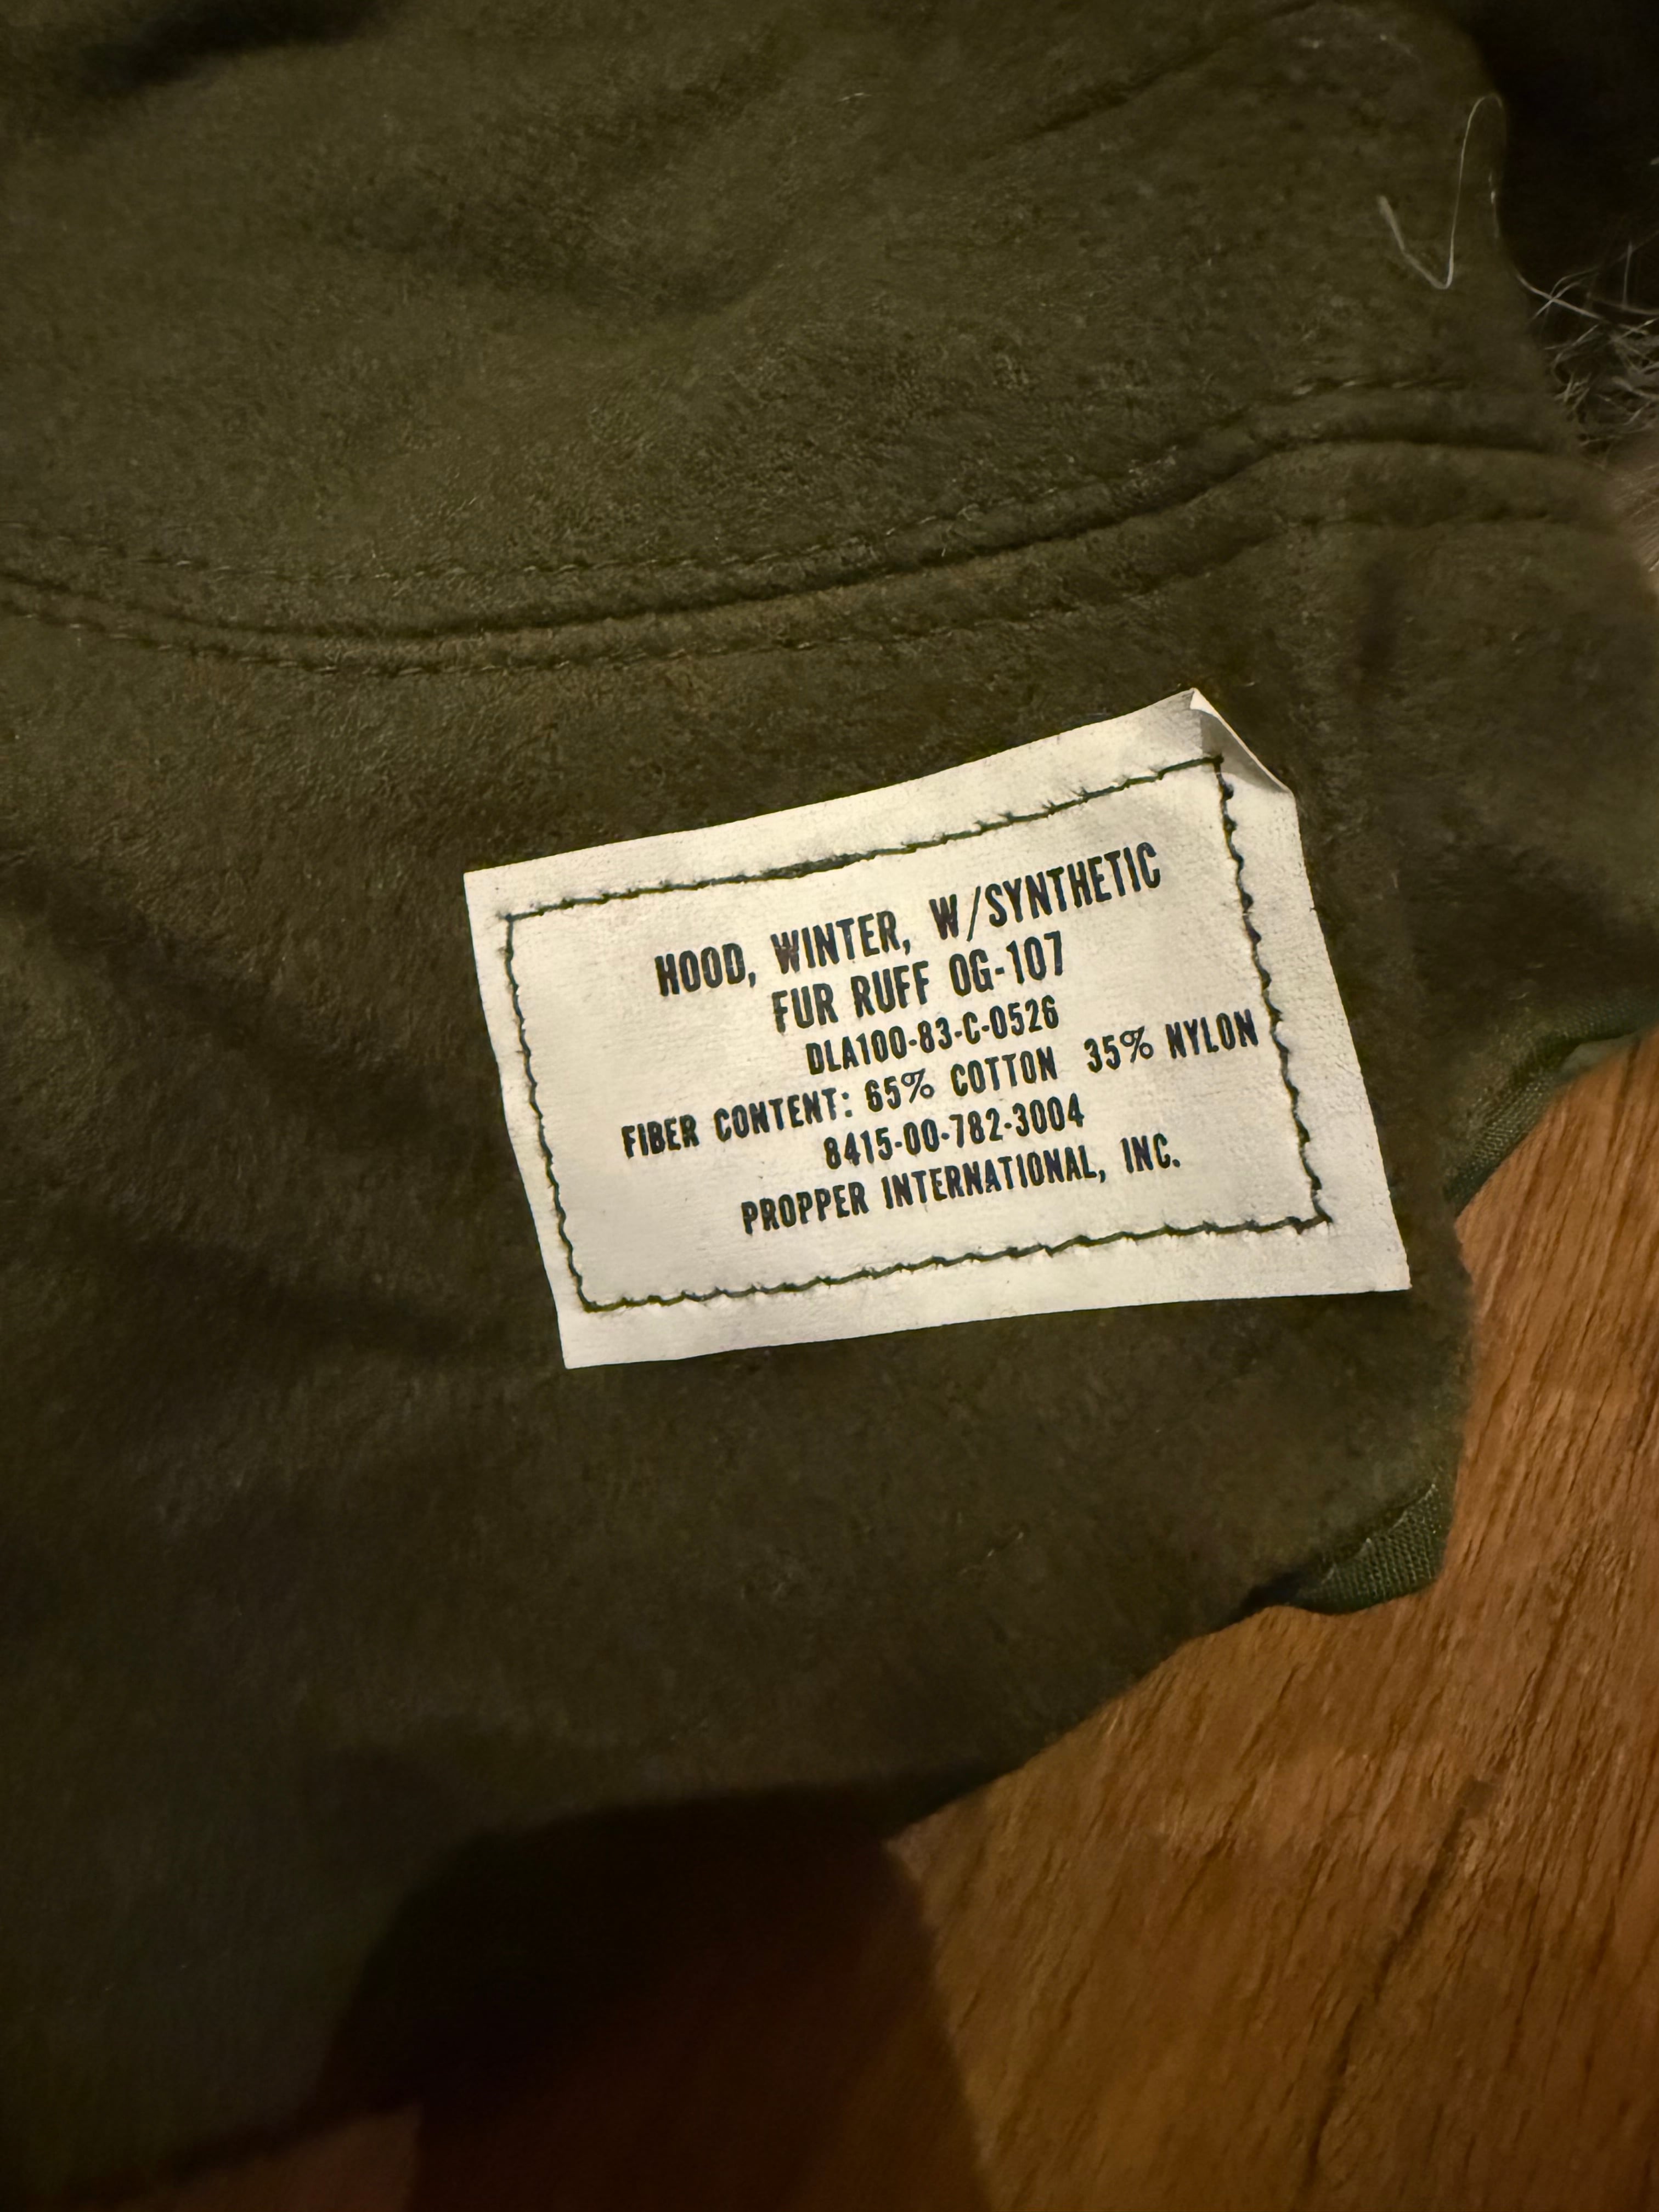 HOOD, WINTER, W/SYNTHETIC
FUR RUFF OG-107
DLA100-83-C-0526
FIBER CONTENT: 65% COTTON 35% NYLON
8415-00-782-3004
PROPPER INTERNATIONAL, INC.